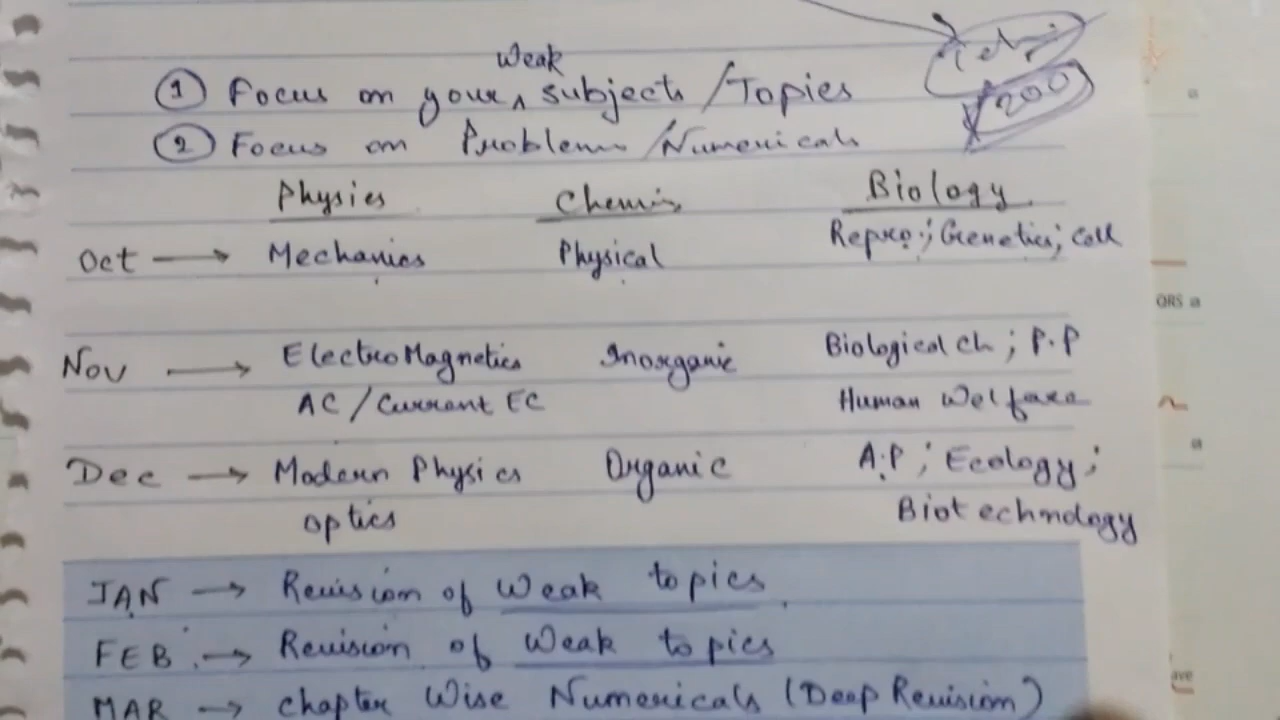 Weak
① Focus on your ^ subjects / Topics
② Focus on Problems / Numericals
200
Physics Chemis Biology
Oct → Mechanics Physical Repro.; Genetics; Cell
Nov → ElectroMagnetics Inorganic Biological Ch; P.P
AC / Current EC Human Welfare
Dec → Modern Physics Organic A.P; Ecology;
Optics Biotechnology
JAN → Revision of Weak topics.
FEB → Revision of Weak topics
MAR → Chapter Wise Numericals (Deep Revision)
ORS